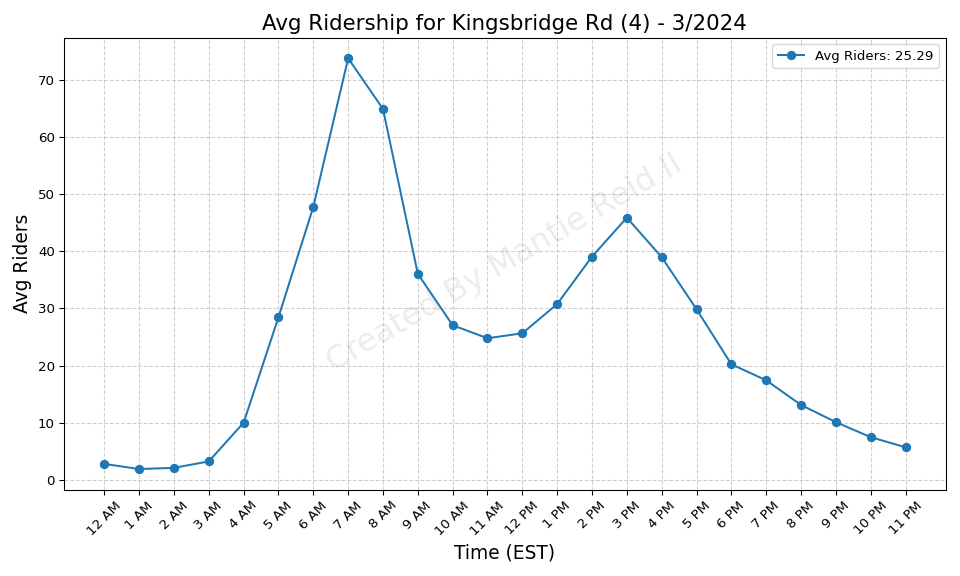 Avg Ridership for Kingsbridge Rd (4) - 3/2024
Avg Riders: 25.29
70
60
50
40
30
20
10
0
Avg Riders
Created By Mantle Reid II
12 AM
1 AM
2 AM
3 AM
4 AM
5 AM
6 AM
7 AM
8 AM
9 AM
10 AM
11 AM
12 PM
1 PM
2 PM
3 PM
4 PM
5 PM
6 PM
7 PM
8 PM
9 PM
10 PM
11 PM
Time (EST)